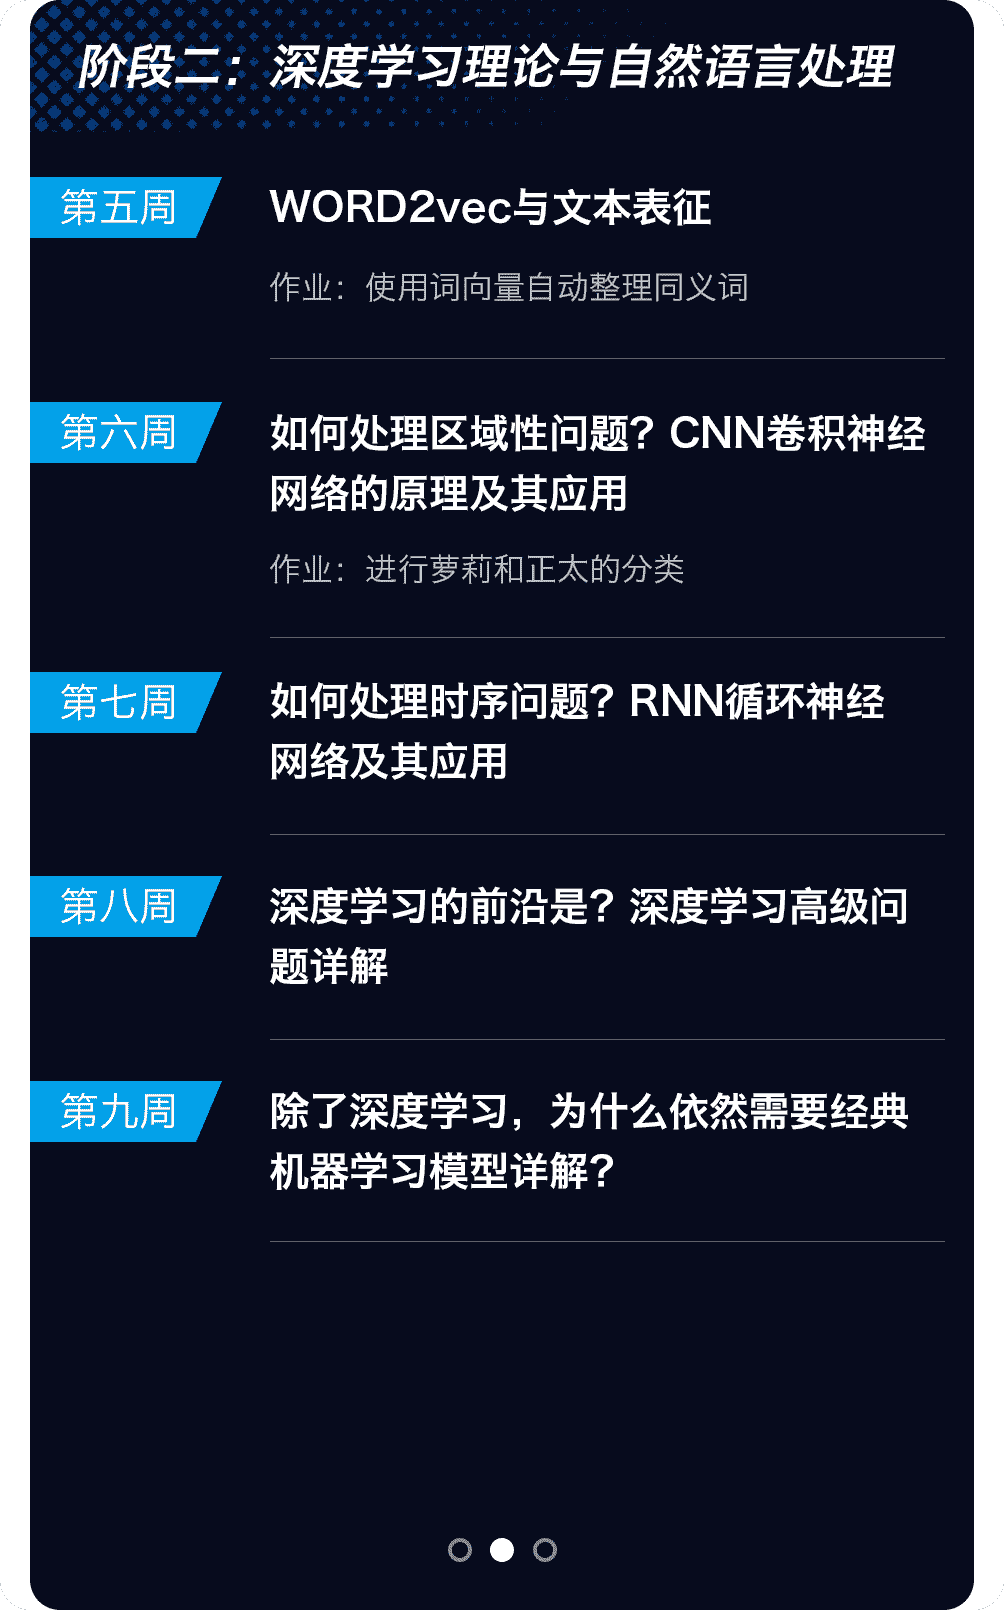 阶段二：深度学习理论与自然语言处理
第五周
WORD2vec与文本表征
作业：使用词向量自动整理同义词
第六周
如何处理区域性问题？CNN卷积神经
网络的原理及其应用
作业：进行萝莉和正太的分类
第七周
如何处理时序问题？RNN循环神经
网络及其应用
第八周
深度学习的前沿是？深度学习高级问
题详解
第九周
除了深度学习，为什么依然需要经典
机器学习模型详解？